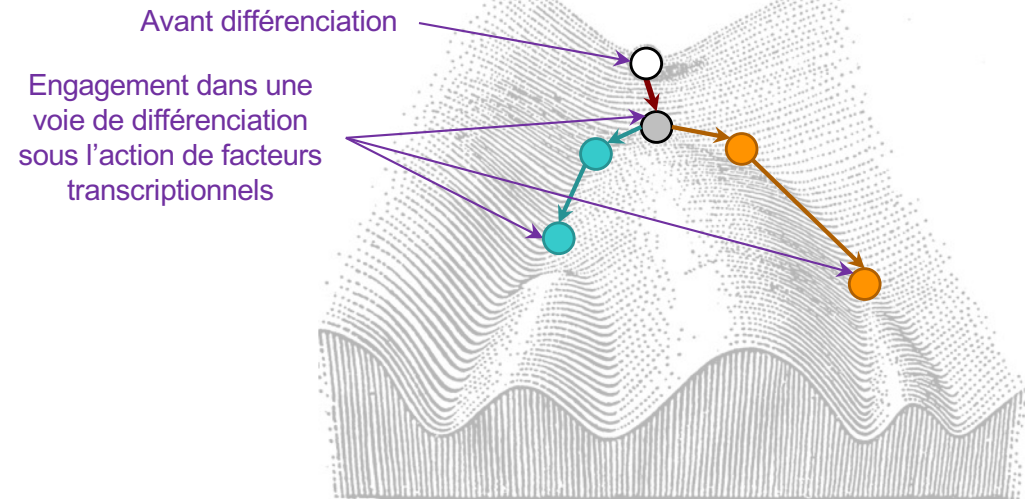 Avant différenciation
Engagement dans une
voie de différenciation
sous l’action de facteurs
transcriptionnels